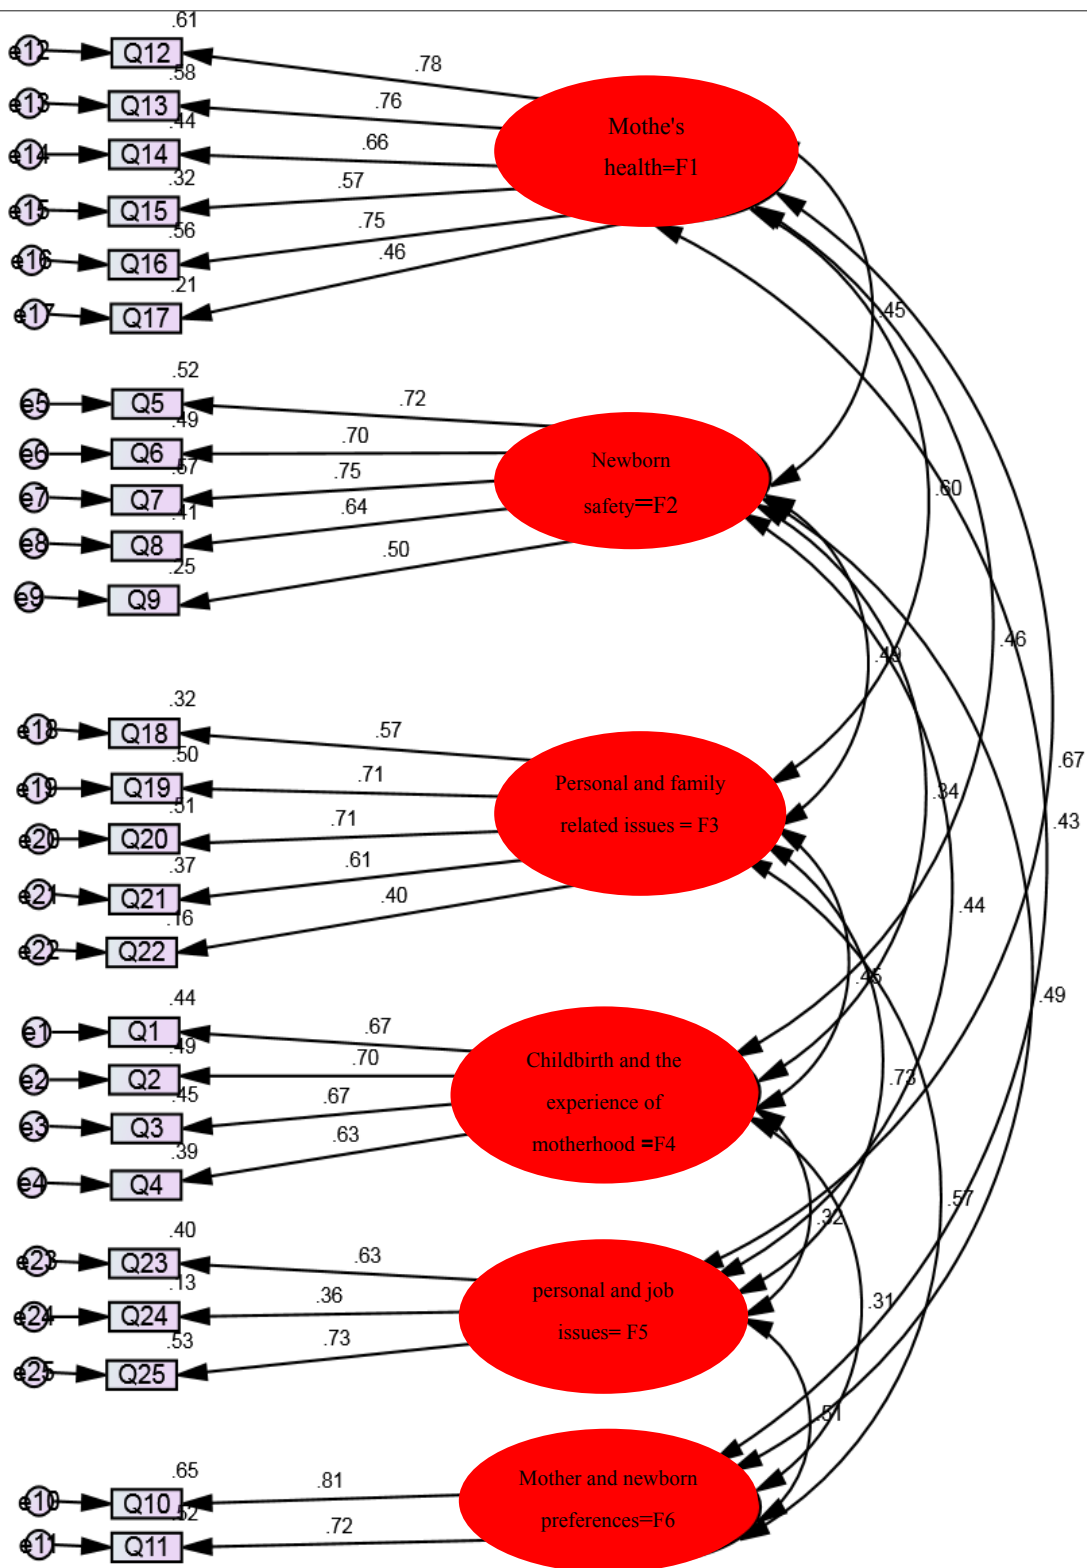 .61
e12 Q12 .78
.58
e13 Q13 .76
.44
e14 Q14 .66
.32
e15 Q15 .57
.56
e16 Q16 .75
.21
e17 Q17 .46
Mothe's
health=F1
.45
.52
e5 Q5 .72
.49
e6 Q6 .70
.57
e7 Q7 .75
.41
e8 Q8 .64
.25
e9 Q9 .50
Newborn
safety=F2
.60
.49
.46
.32
e18 Q18 .57
.50
e19 Q19 .71
.51
e20 Q20 .71
.37
e21 Q21 .61
.16
e22 Q22 .40
Personal and family
related issues = F3
.67
.34
.43
.44
.45
.49
.44
e1 Q1 .67
.49
e2 Q2 .70
.45
e3 Q3 .67
.39
e4 Q4 .63
Childbirth and the
experience of
motherhood =F4
.73
.57
.32
.40
e23 Q23 .63
.13
e24 Q24 .36
.53
e25 Q25 .73
personal and job
issues= F5
.31
.51
.65
e10 Q10 .81
.52
e11 Q11 .72
Mother and newborn
preferences=F6